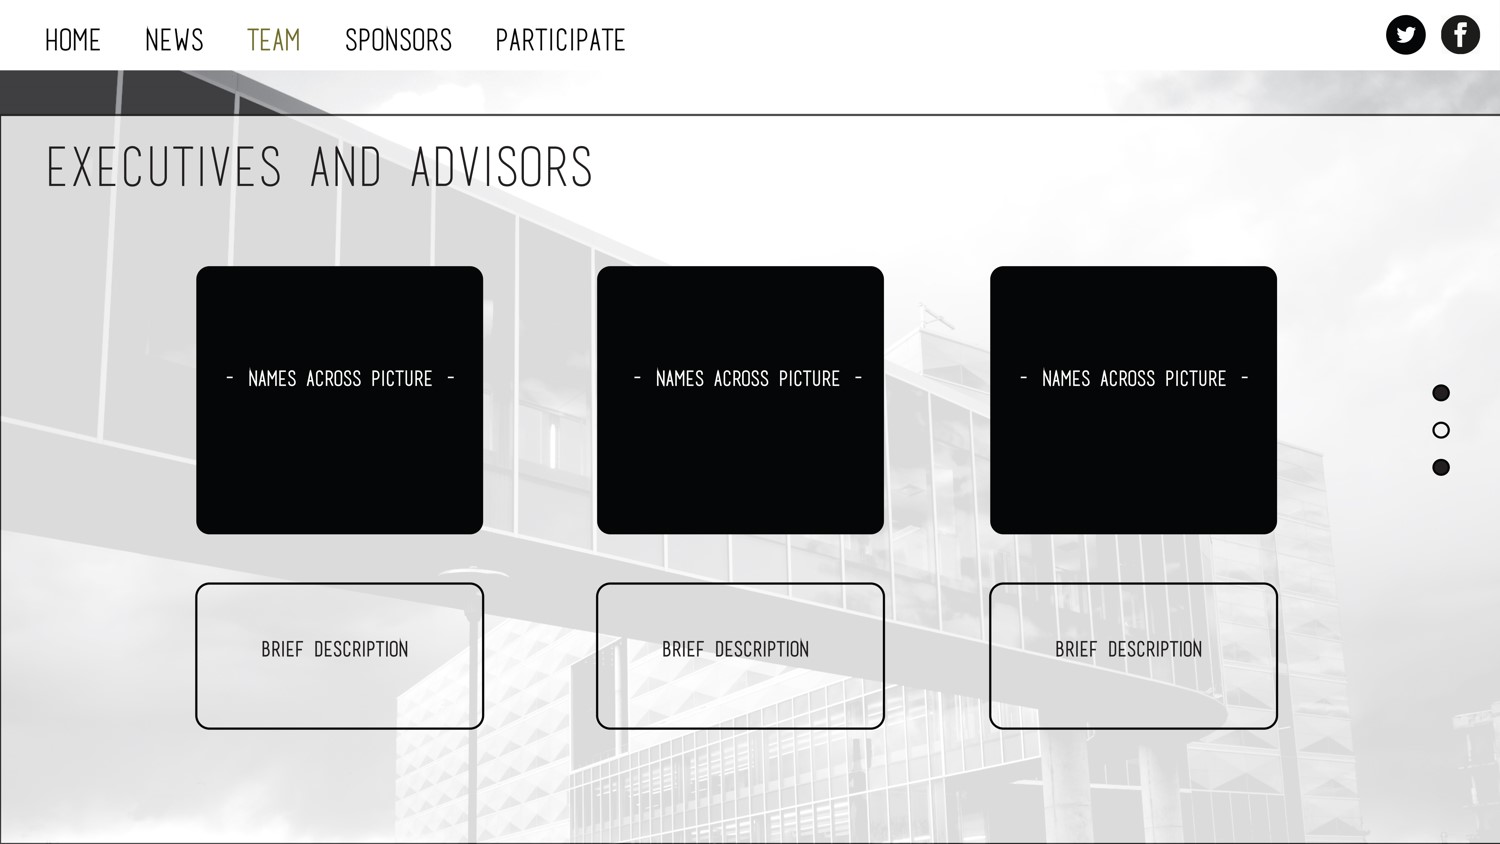 HOME NEWS TEAM SPONSORS PARTICIPATE
EXECUTIVES AND ADVISORS
- NAMES ACROSS PICTURE -
- NAMES ACROSS PICTURE -
- NAMES ACROSS PICTURE -
BRIEF DESCRIPTION
BRIEF DESCRIPTION
BRIEF DESCRIPTION